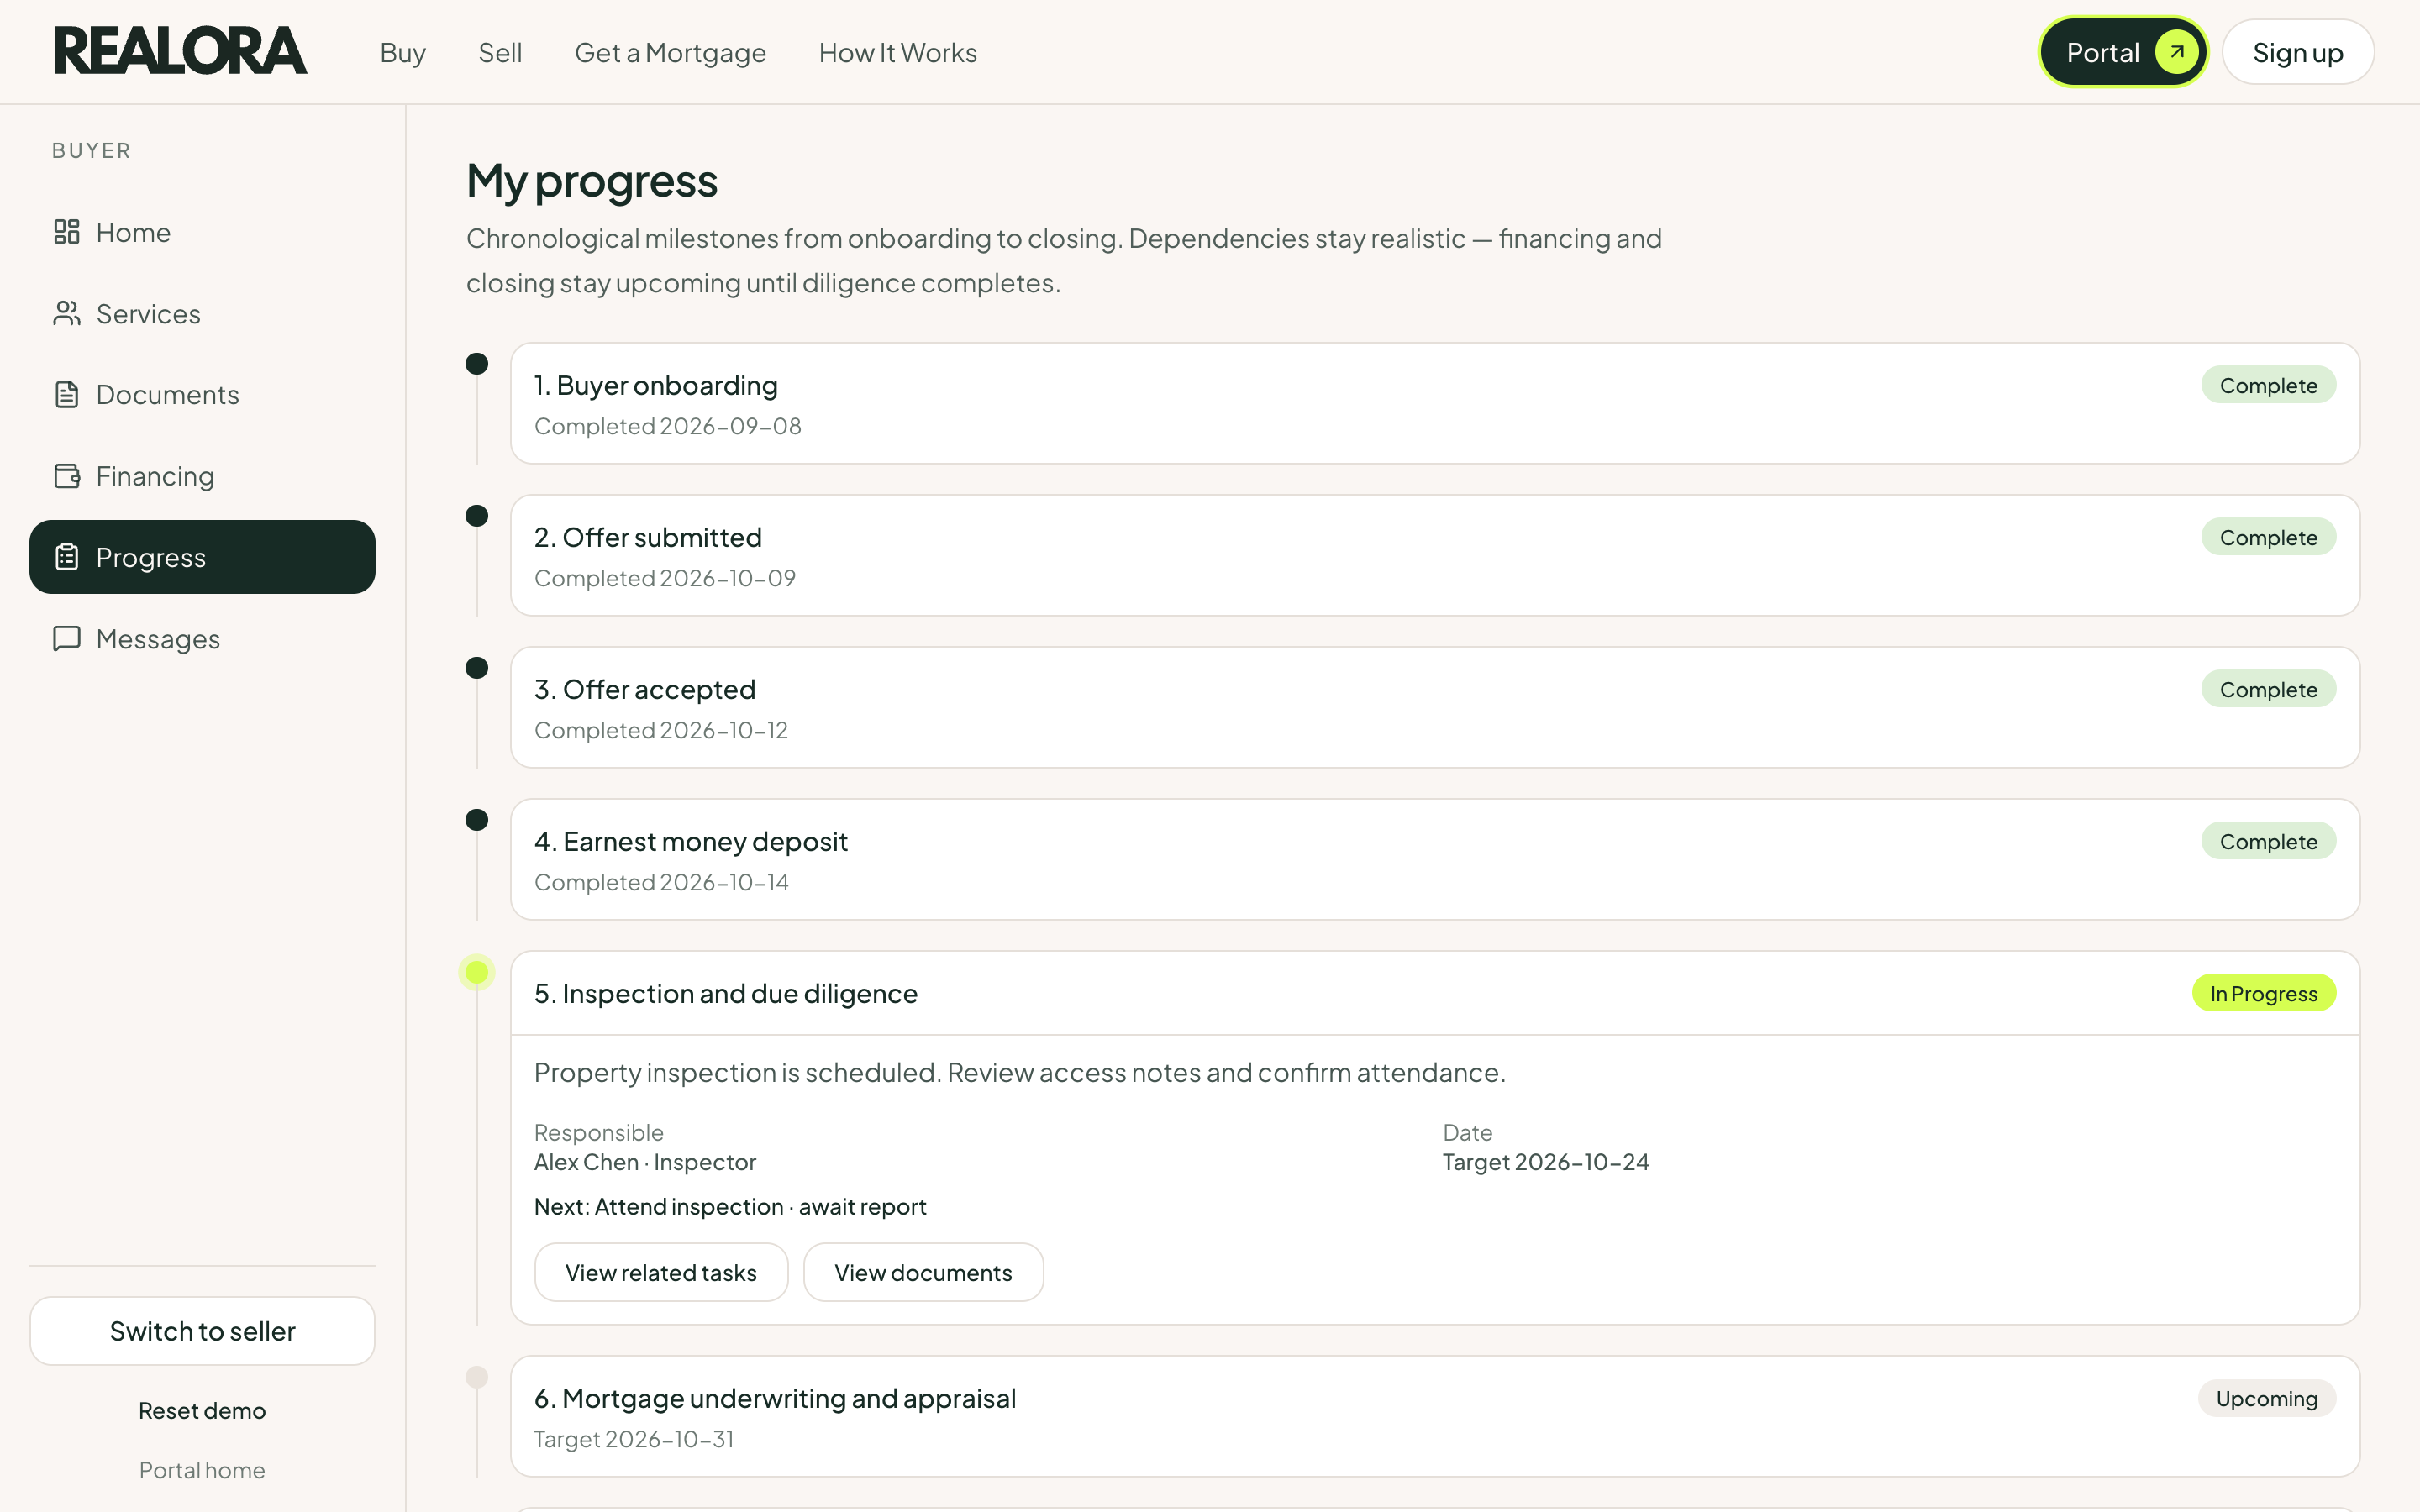 REALORA
Buy
Sell
Get a Mortgage
How It Works
Portal
Sign up
BUYER
Home
Services
Documents
Financing
Progress
Messages
Switch to seller
Reset demo
Portal home
My progress
Chronological milestones from onboarding to closing. Dependencies stay realistic — financing and
closing stay upcoming until diligence completes.
1. Buyer onboarding
Complete
Completed 2026-09-08
2. Offer submitted
Complete
Completed 2026-10-09
3. Offer accepted
Complete
Completed 2026-10-12
4. Earnest money deposit
Complete
Completed 2026-10-14
5. Inspection and due diligence
In Progress
Property inspection is scheduled. Review access notes and confirm attendance.
Responsible
Alex Chen · Inspector
Date
Target 2026-10-24
Next: Attend inspection · await report
View related tasks
View documents
6. Mortgage underwriting and appraisal
Upcoming
Target 2026-10-31